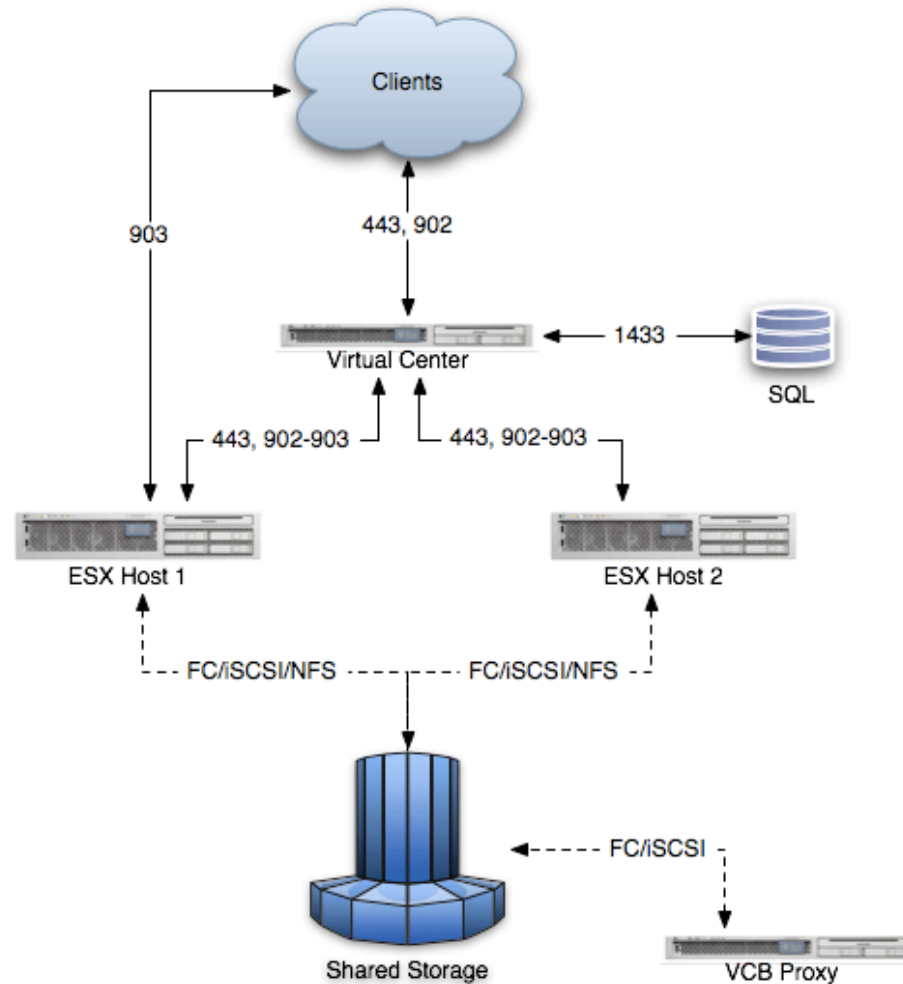 Clients
903
443, 902
Virtual Center
1433
SQL
443, 902-903
443, 902-903
ESX Host 1
ESX Host 2
FC/iSCSI/NFS
FC/iSCSI/NFS
FC/iSCSI
Shared Storage
VCB Proxy